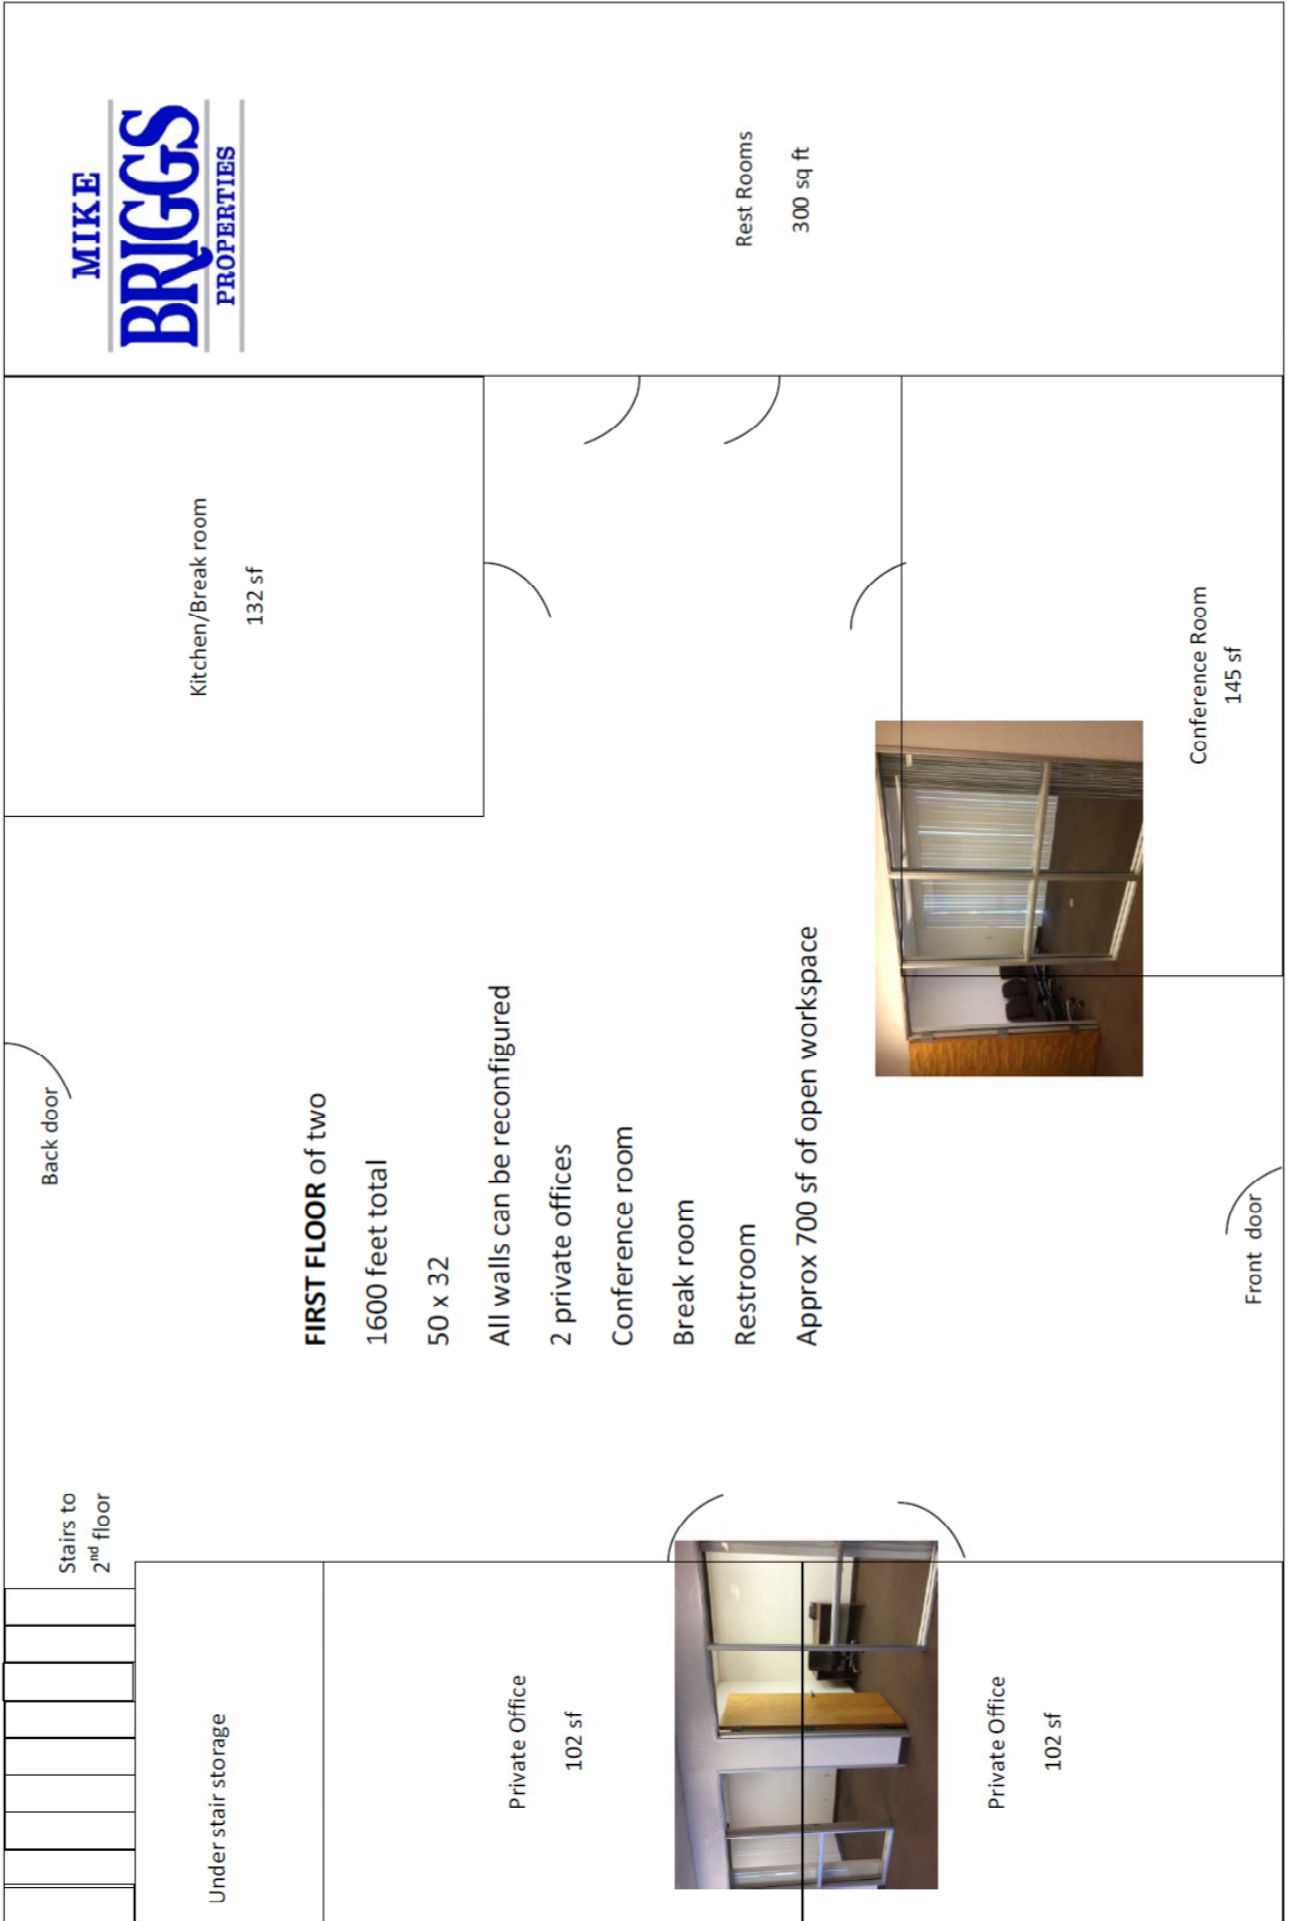 MIKE
BRIGGS
PROPERTIES
Rest Rooms
300 sq ft
Kitchen/Break room
132 sf
Conference Room
145 sf
Back door
FIRST FLOOR of two
1600 feet total
50 x 32
All walls can be reconfigured
2 private offices
Conference room
Break room
Restroom
Approx 700 sf of open workspace
Front door
Stairs to
2nd floor
Under stair storage
Private Office
102 sf
Private Office
102 sf